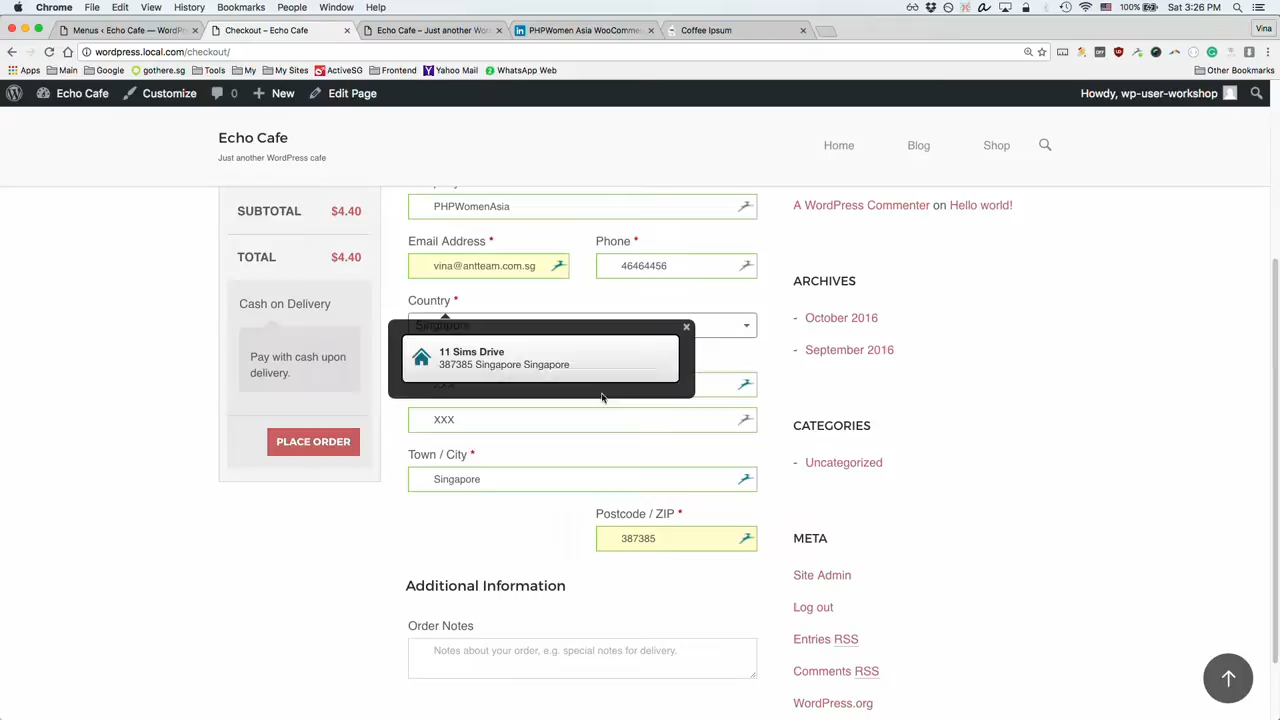 Chrome File Edit View History Bookmarks People Window Help 100% Sat 3:26 PM
Menus ‹ Echo Cafe — WordPr
Checkout – Echo Cafe
Echo Cafe – Just another Wor
PHPWomen Asia WooComme
Coffee Ipsum
Vina
wordpress.local.com/checkout/
Apps Main Google gothere.sg Tools My My Sites ActiveSG Frontend Yahoo Mail WhatsApp Web Other Bookmarks
Echo Cafe Customize 0 New Edit Page Howdy, wp-user-workshop
Echo Cafe
Just another WordPress cafe
Home Blog Shop
SUBTOTAL $4.40
TOTAL $4.40
Cash on Delivery
Pay with cash upon
delivery.
PLACE ORDER
PHPWomenAsia
Email Address * Phone *
vina@antteam.com.sg 46464456
Country *
Singapore
11 Sims Drive
387385 Singapore Singapore
XXX
XXX
Town / City *
Singapore
Postcode / ZIP *
387385
Additional Information
Order Notes
Notes about your order, e.g. special notes for delivery.
A WordPress Commenter on Hello world!
ARCHIVES
- October 2016
- September 2016
CATEGORIES
- Uncategorized
META
Site Admin
Log out
Entries RSS
Comments RSS
WordPress.org